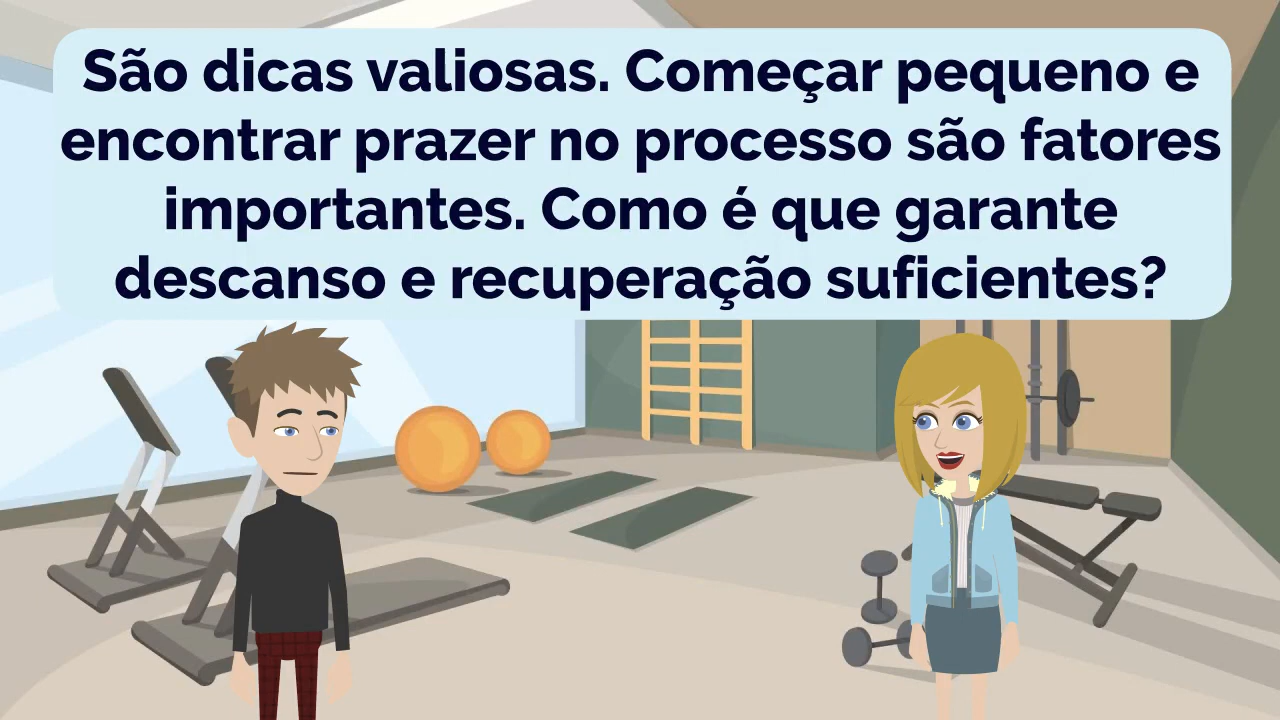 São dicas valiosas. Começar pequeno e
encontrar prazer no processo são fatores
importantes. Como é que garante
descanso e recuperação suficientes?